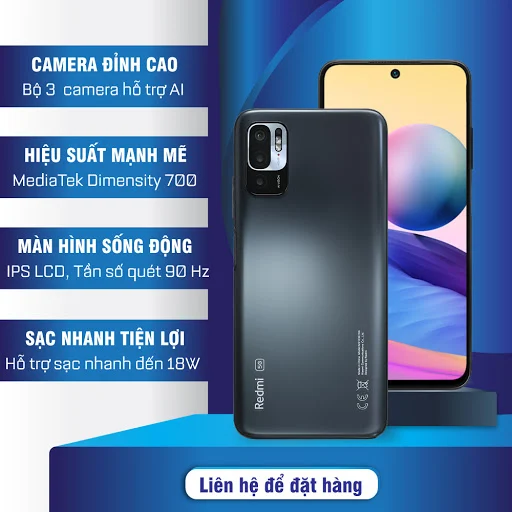 CAMERA ĐỈNH CAO
Bộ 3 camera hỗ trợ AI
HIỆU SUẤT MẠNH MẼ
MediaTek Dimensity 700
MÀN HÌNH SỐNG ĐỘNG
IPS LCD, Tần số quét 90 Hz
SẠC NHANH TIỆN LỢI
Hỗ trợ sạc nhanh đến 18W
Redmi 5G
Liên hệ để đặt hàng